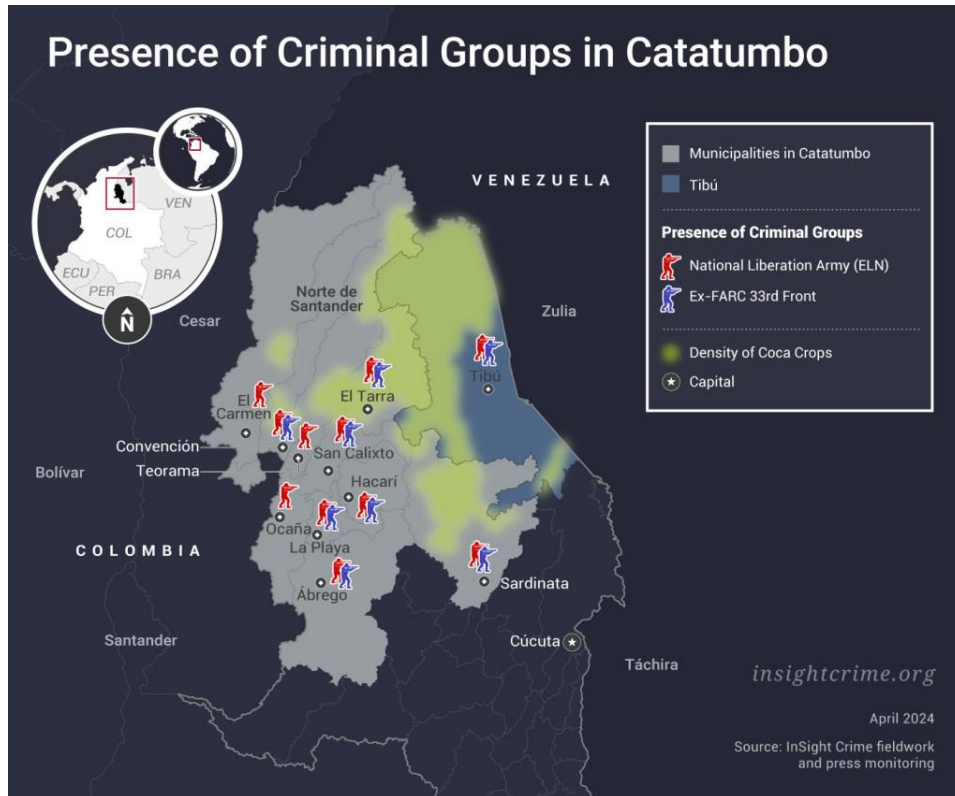 Presence of Criminal Groups in Catatumbo
VEN
COL
ECU
PER
BRA
N
VENEZUELA
Municipalities in Catatumbo
Tibú
Presence of Criminal Groups
National Liberation Army (ELN)
Ex-FARC 33rd Front
Density of Coca Crops
Capital
Norte de
Santander
Cesar
Zulia
Tibú
El Tarra
El
Carmen
Convención
San Calixto
Teorama
Bolívar
Hacarí
Ocaña
La Playa
COLOMBIA
Sardinata
Ábrego
Santander
Cúcuta
Táchira
insightcrime.org
April 2024
Source: InSight Crime fieldwork
and press monitoring